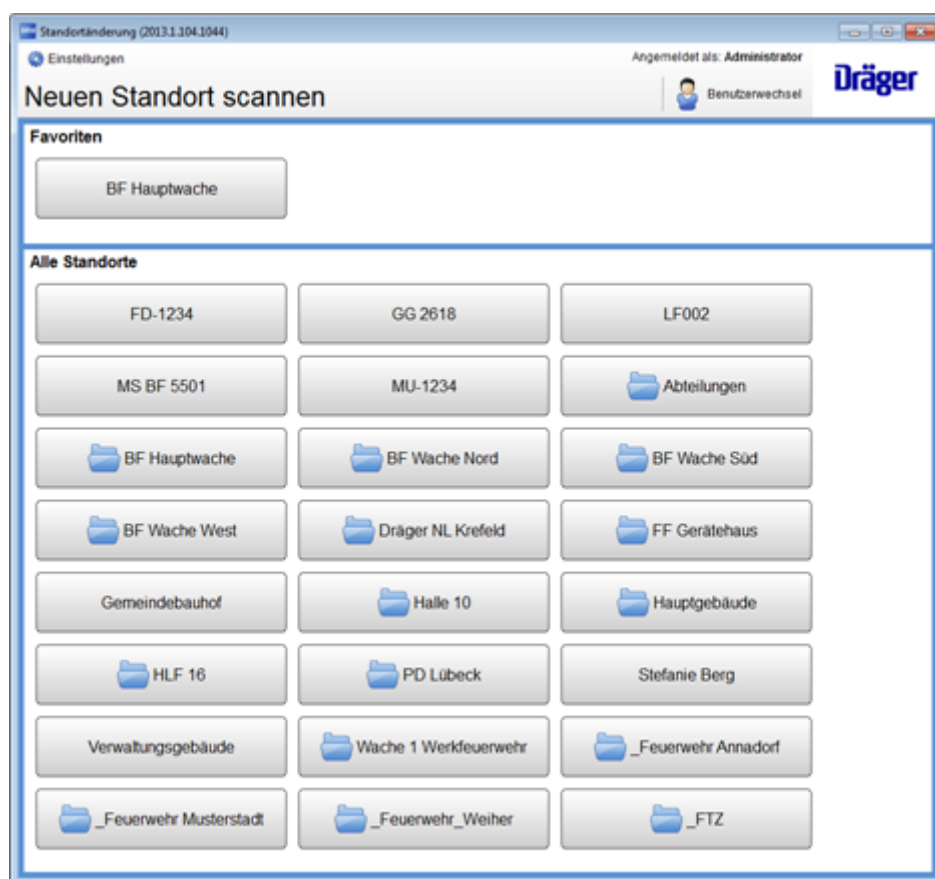 Standortänderung (2013.1.104.1044)
Einstellungen
Angemeldet als: Administrator
Neuen Standort scannen
Benutzerwechsel
Dräger
Favoriten
BF Hauptwache
Alle Standorte
FD-1234
GG 2618
LF002
MS BF 5501
MU-1234
Abteilungen
BF Hauptwache
BF Wache Nord
BF Wache Süd
BF Wache West
Dräger NL Krefeld
FF Gerätehaus
Gemeindebauhof
Halle 10
Hauptgebäude
HLF 16
PD Lübeck
Stefanie Berg
Verwaltungsgebäude
Wache 1 Werkfeuerwehr
_Feuerwehr Annadorf
_Feuerwehr Musterstadt
_Feuerwehr_Weiher
_FTZ